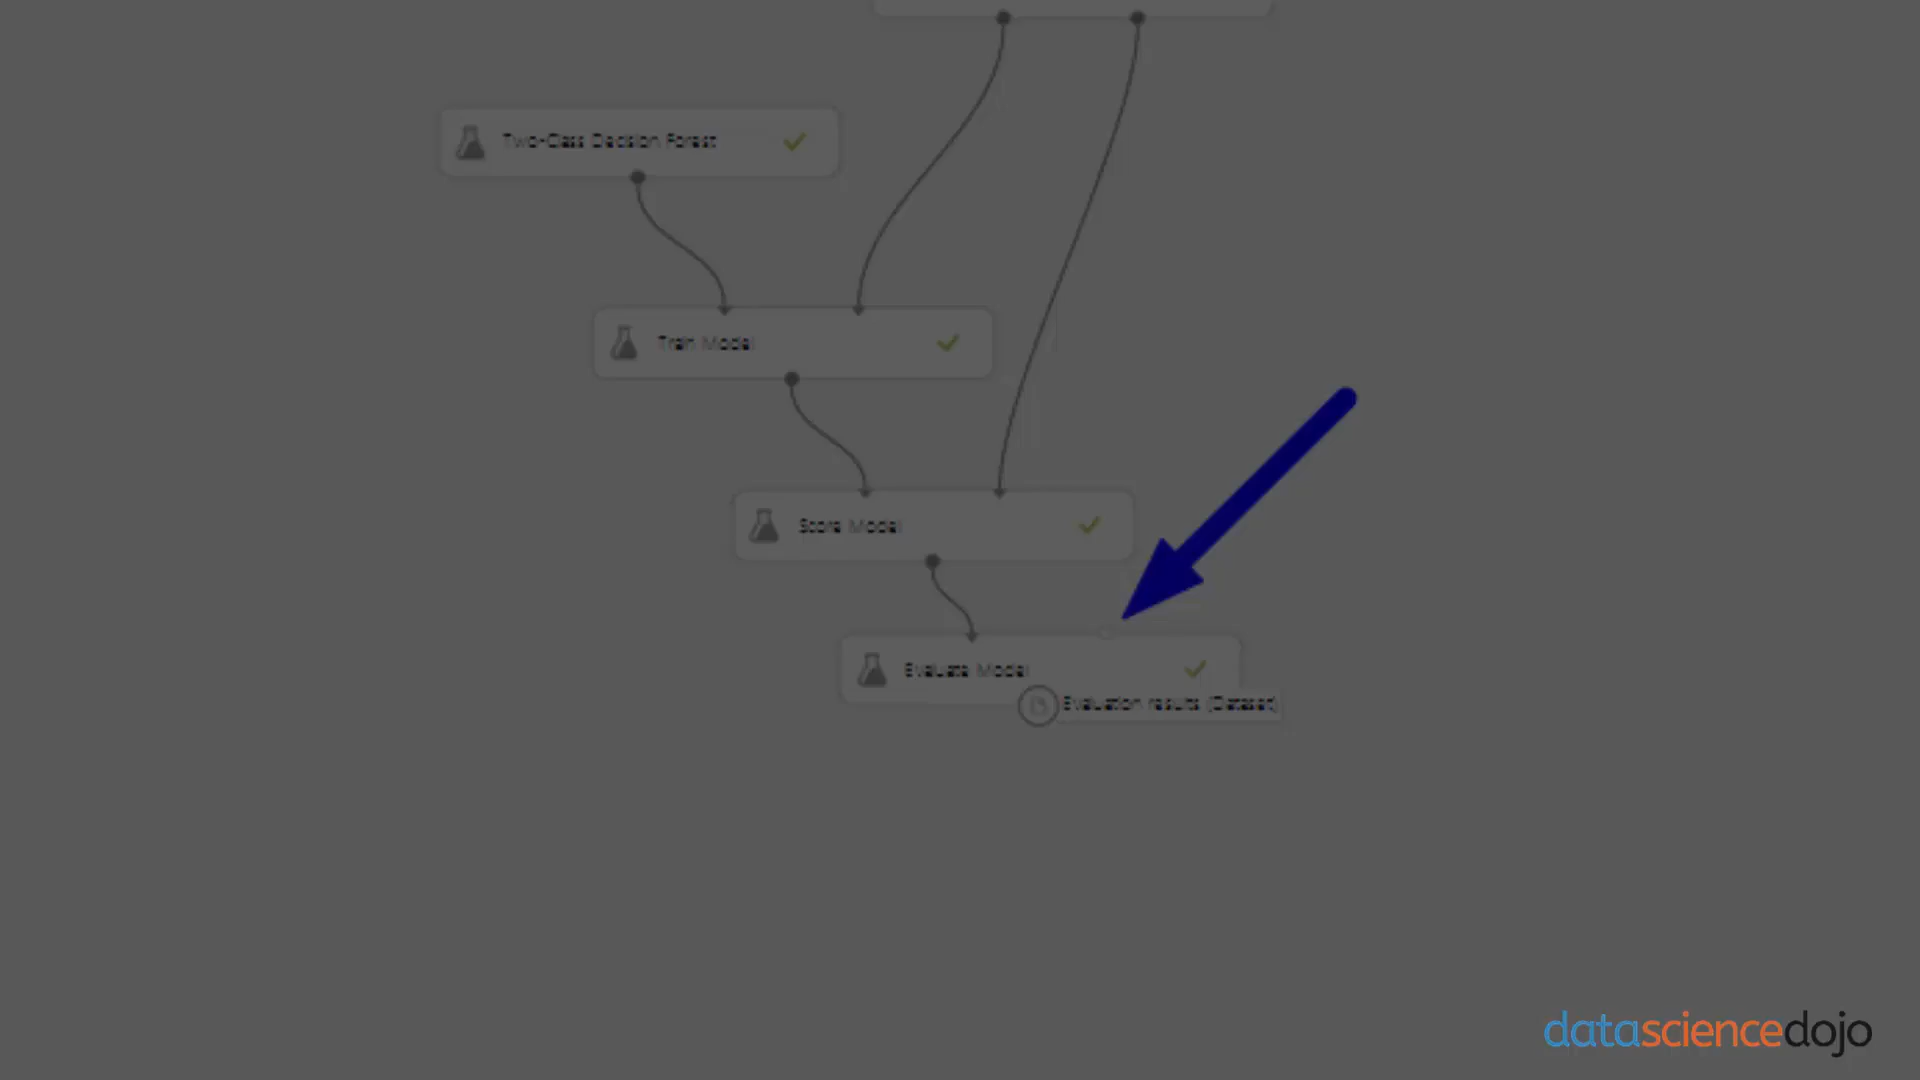 Two-Class Decision Forest
Train Model
Score Model
Evaluate Model
Evaluation results (Dataset)
datasciencedojo